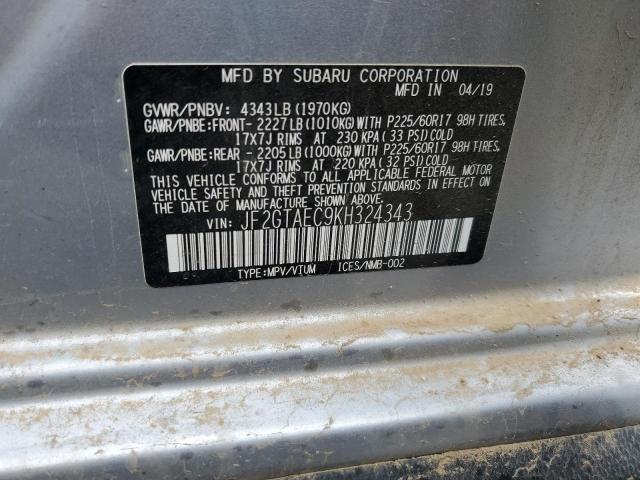 MFD BY SUBARU CORPORATION
MFD IN 04/19
GVWR/PNBV: 4343LB(1970KG)
GAWR/PNBE:FRONT- 2227LB(1010KG)WITH P225/60R17 98H TIRES,
17X7J RIMS AT 230 KPA(33 PSI)COLD
GAWR/PNBE:REAR - 2205LB(1000KG)WITH P225/60R17 98H TIRES,
17X7J RIMS AT 220 KPA(32 PSI)COLD
THIS VEHICLE CONFORMS TO ALL APPLICABLE FEDERAL MOTOR
VEHICLE SAFETY AND THEFT PREVENTION STANDARDS IN EFFECT ON
THE DATE OF MANUFACTURE SHOWN ABOVE.
VIN: JF2GTAEC9KH324343
TYPE:MPV/VTUM ICES/NMB-002